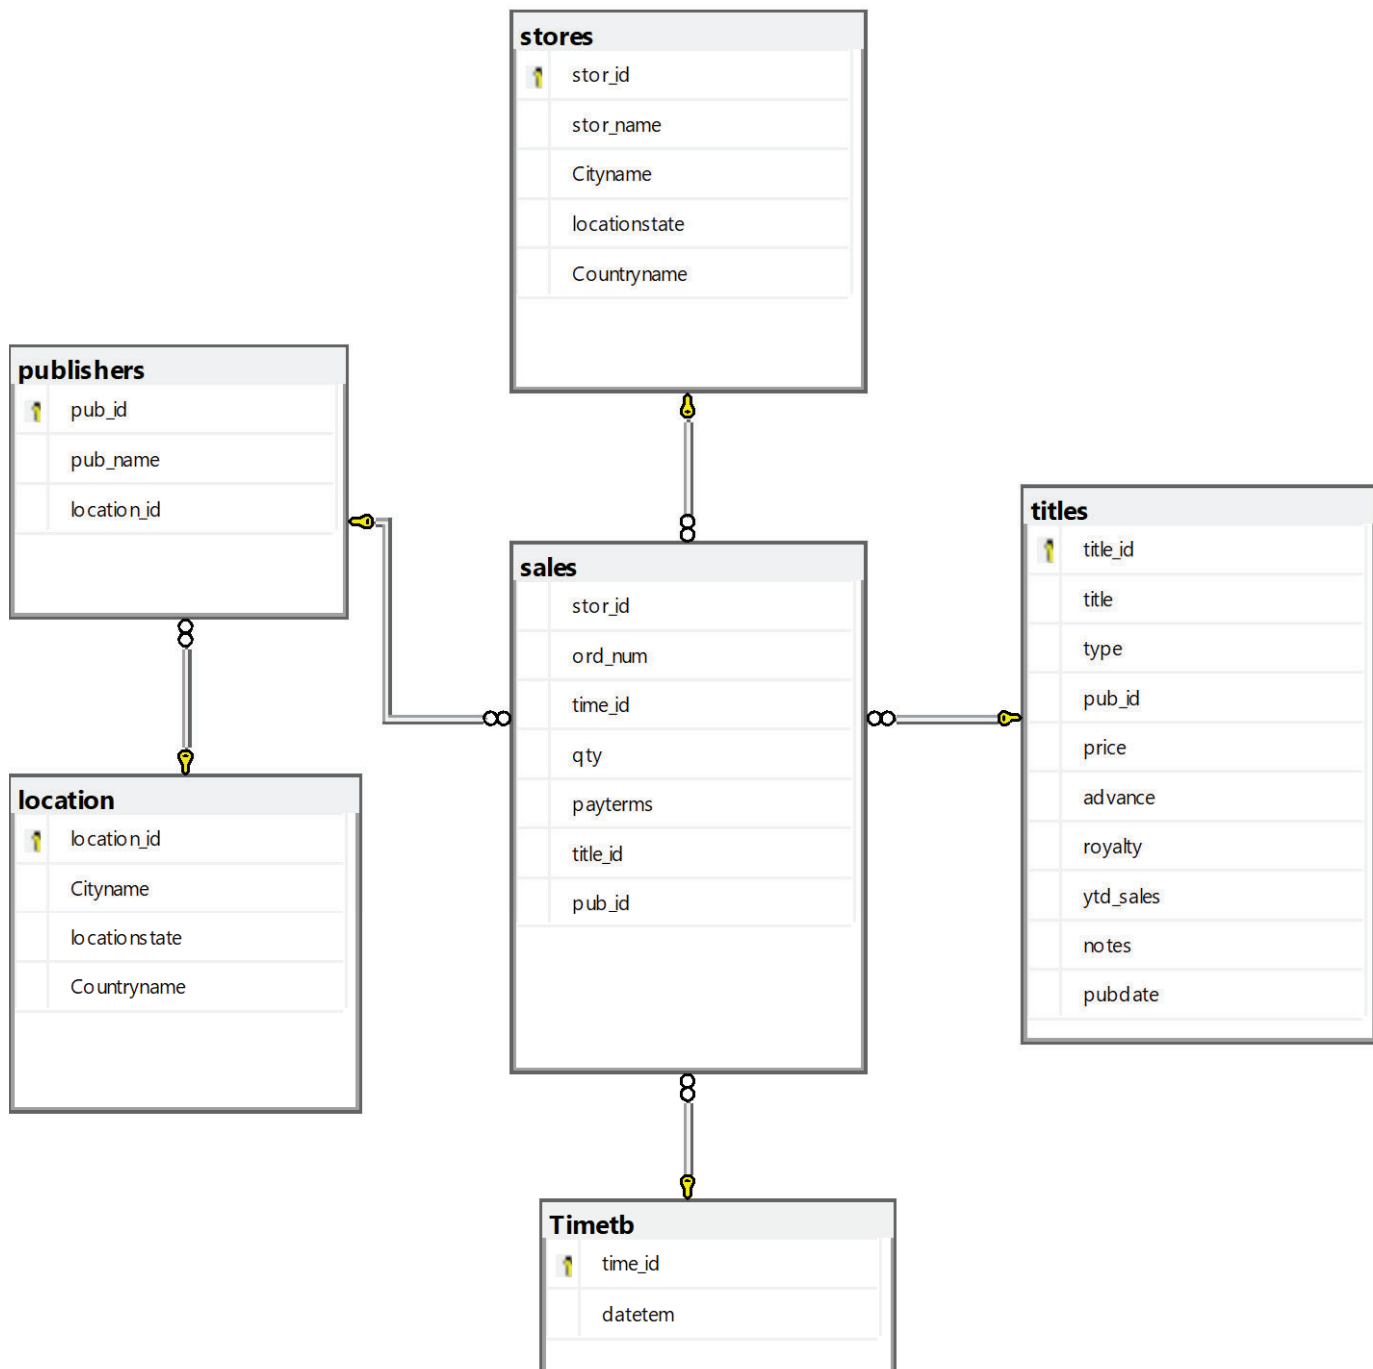 stores
stor_id
stor_name
Cityname
locationstate
Countryname
publishers
pub_id
pub_name
location_id
sales
stor_id
ord_num
time_id
qty
payterms
title_id
pub_id
titles
title_id
title
type
pub_id
price
advance
royalty
ytd_sales
notes
pubdate
location
location_id
Cityname
locationstate
Countryname
Timetb
time_id
datetem